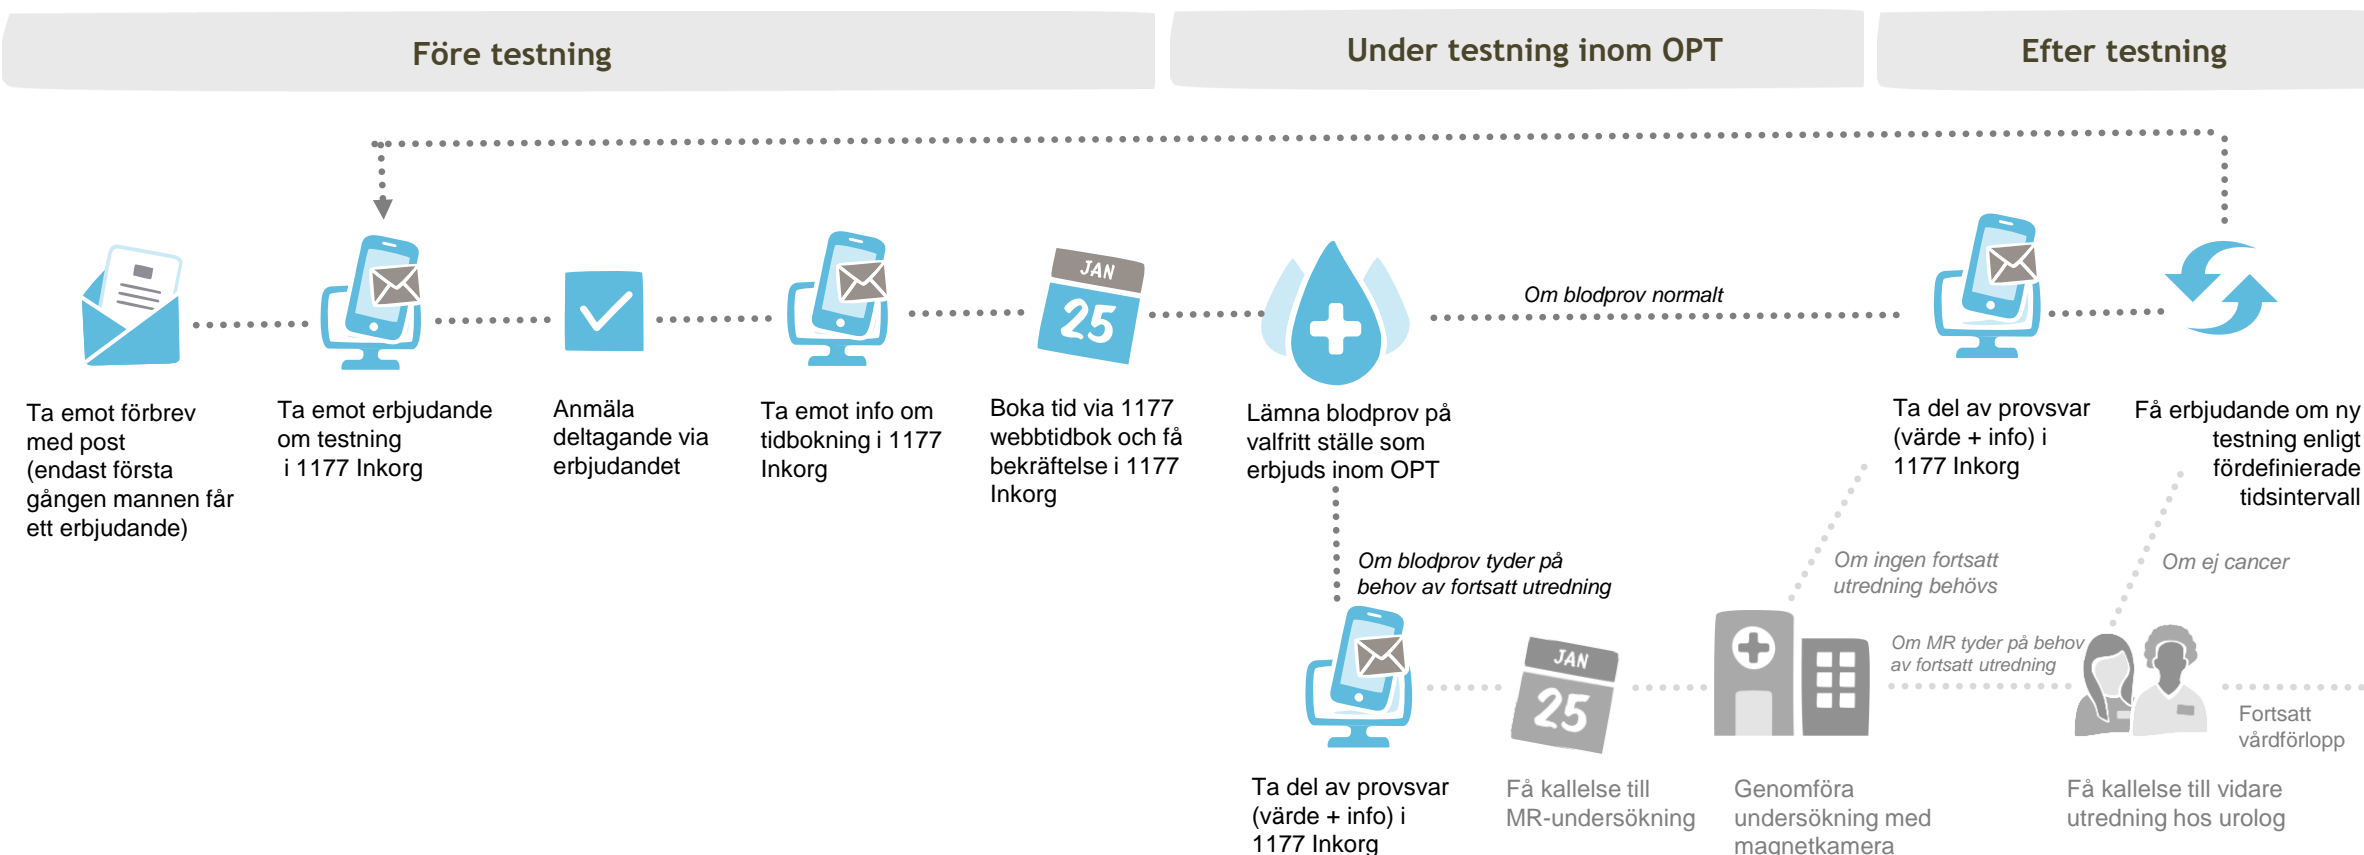 Före testning
Under testning inom OPT
Efter testning
JAN
25
Om blodprov normalt
Ta emot förbrev
med post
(endast första
gången mannen får
ett erbjudande)
Ta emot erbjudande
om testning
i 1177 Inkorg
Anmäla
deltagande via
erbjudandet
Ta emot info om
tidbokning i 1177
Inkorg
Boka tid via 1177
webbtidbok och få
bekräftelse i 1177
Inkorg
Lämna blodprov på
valfritt ställe som
erbjuds inom OPT
Ta del av provsvar
(värde + info) i
1177 Inkorg
Få erbjudande om ny
testning enligt
fördefinierade
tidsintervall
Om blodprov tyder på
behov av fortsatt utredning
Om ingen fortsatt
utredning behövs
Om ej cancer
JAN
25
Om MR tyder på behov
av fortsatt utredning
Fortsatt
vårdförlopp
Ta del av provsvar
(värde + info) i
1177 Inkorg
Få kallelse till
MR-undersökning
Genomföra
undersökning med
magnetkamera
Få kallelse till vidare
utredning hos urolog